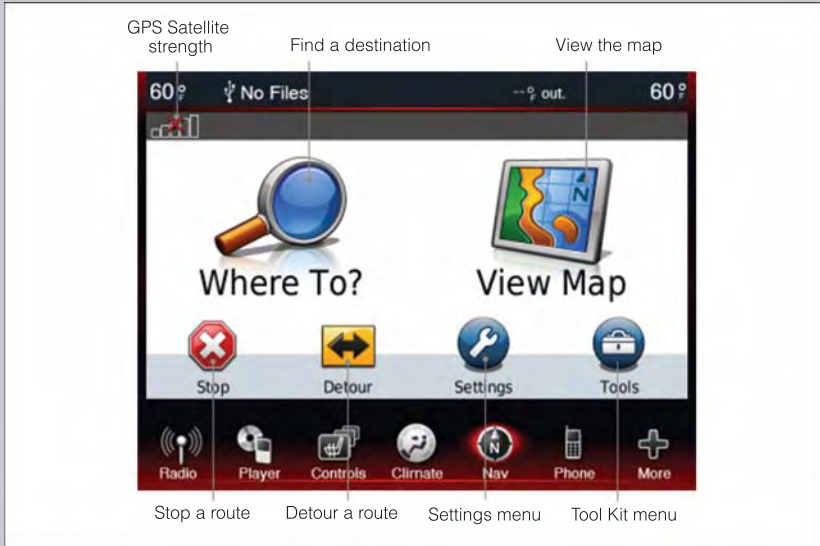 GPS Satellite
strength
Find a destination
View the map
60°F
No Files
--°F out.
60°F
N
Where To?
View Map
Stop
Detour
Settings
Tools
N
Radio
Player
Controls
Climate
Nav
Phone
More
Stop a route
Detour a route
Settings menu
Tool Kit menu